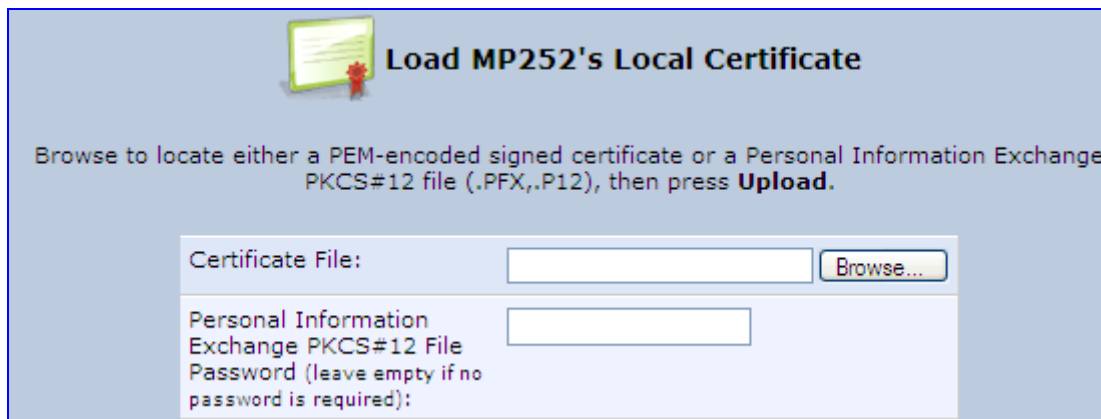 Load MP252's Local Certificate
Browse to locate either a PEM-encoded signed certificate or a Personal Information Exchange
PKCS#12 file (.PFX,.P12), then press Upload.
Certificate File:
Browse...
Personal Information
Exchange PKCS#12 File
Password (leave empty if no
password is required):